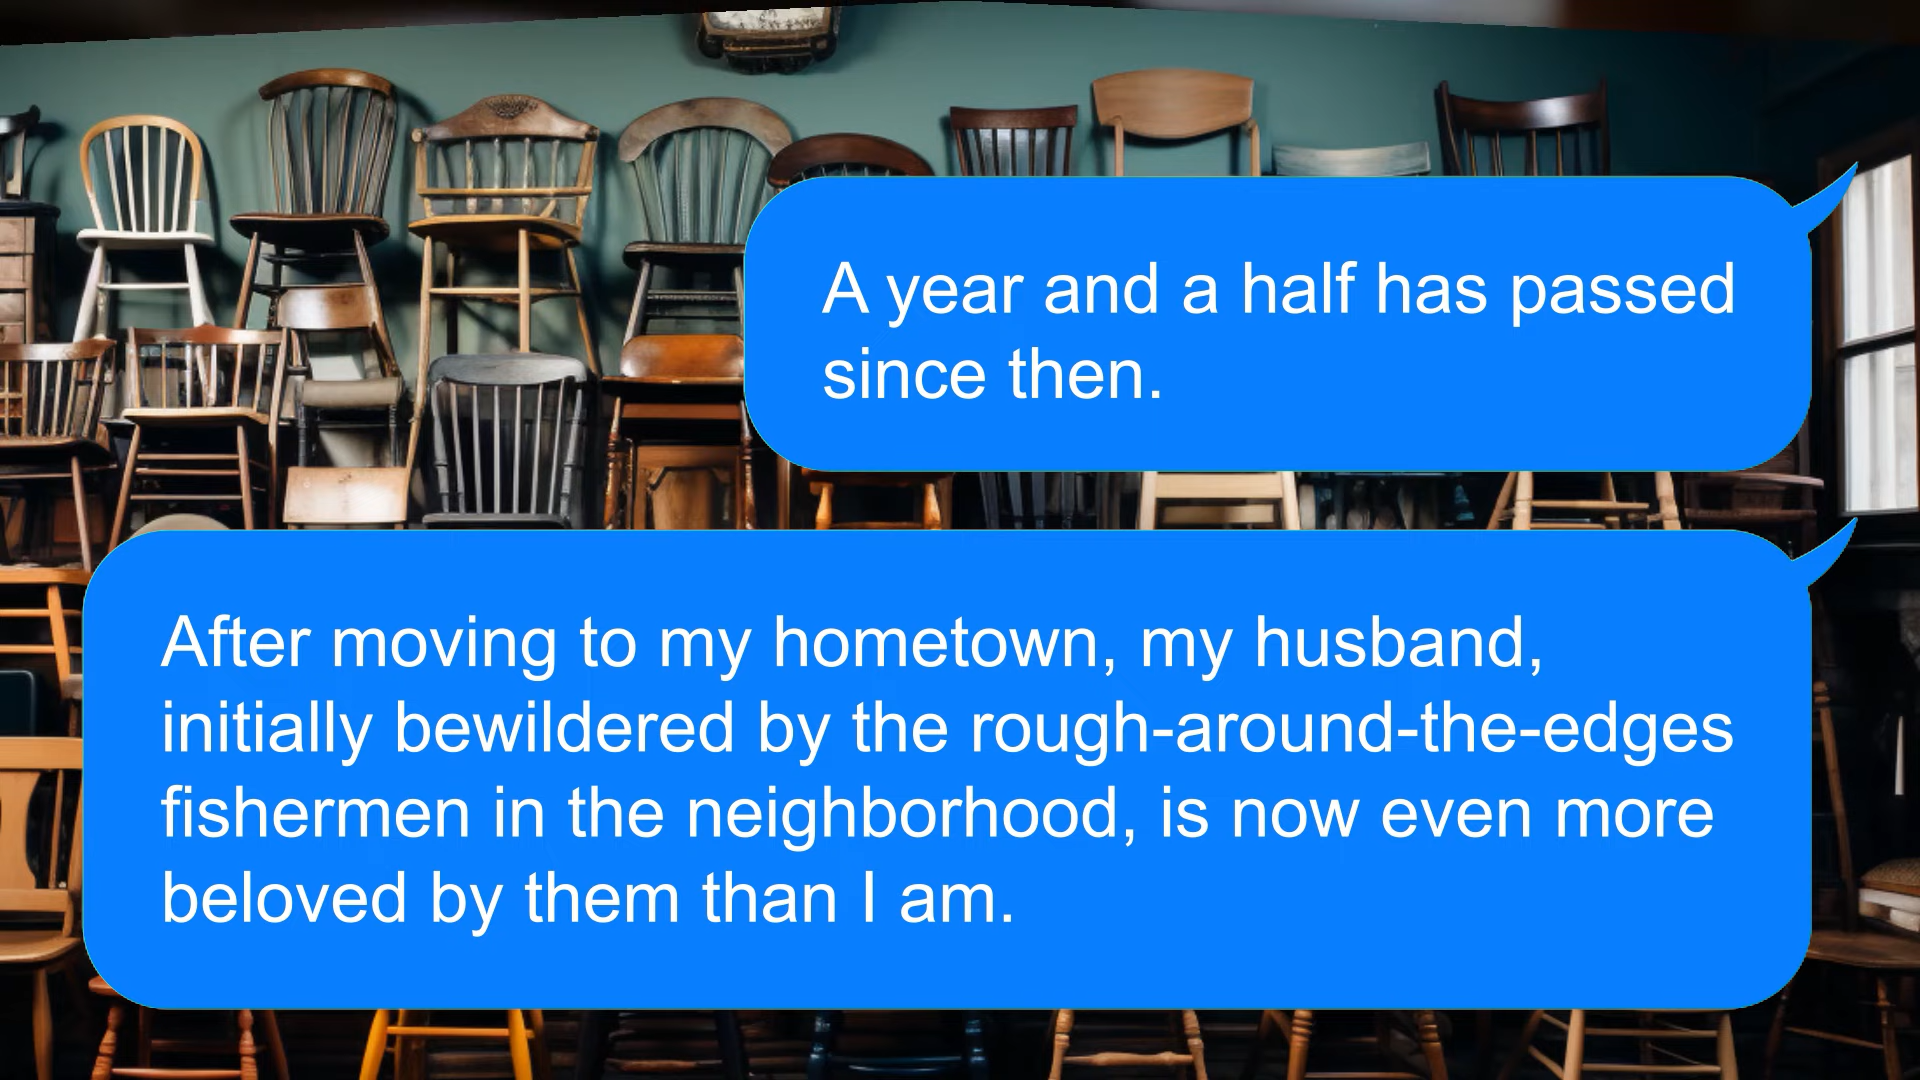 A year and a half has passed
since then.
After moving to my hometown, my husband,
initially bewildered by the rough-around-the-edges
fishermen in the neighborhood, is now even more
beloved by them than I am.